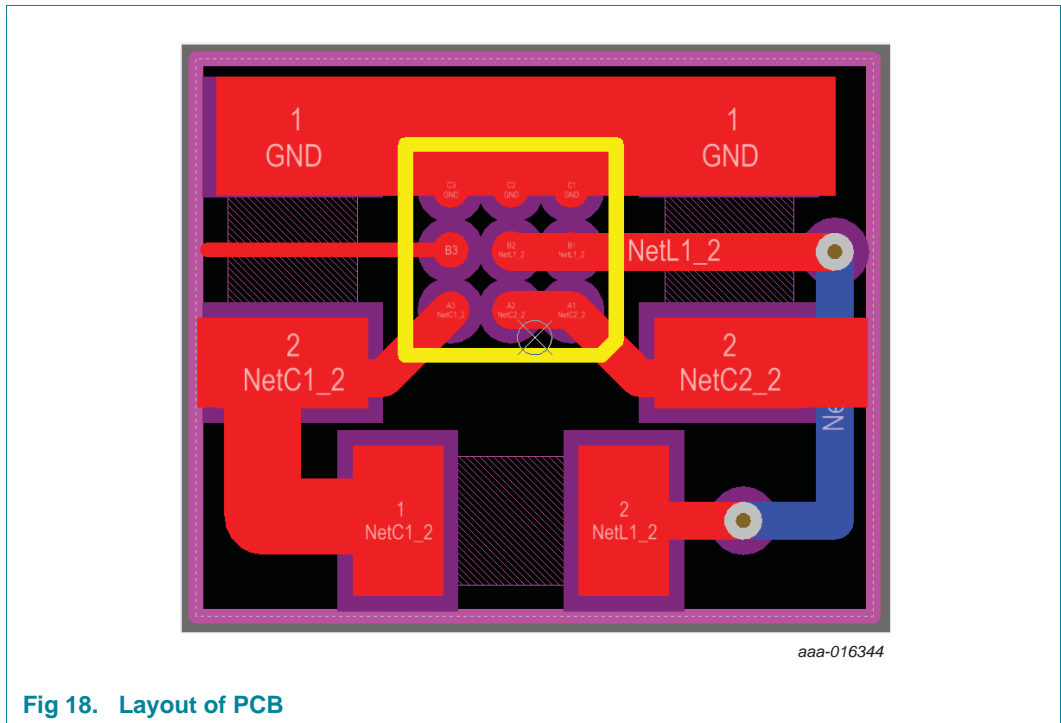 1
GND
1
GND
C3
GND
C2
GND
C1
GND
B3
B2
NetL1_2
B1
NetL1_2
NetL1_2
A3
NetC1_2
A2
NetC2_2
A1
NetC2_2
2
NetC1_2
2
NetC2_2
1
NetC1_2
2
NetL1_2
aaa-016344
Fig 18. Layout of PCB